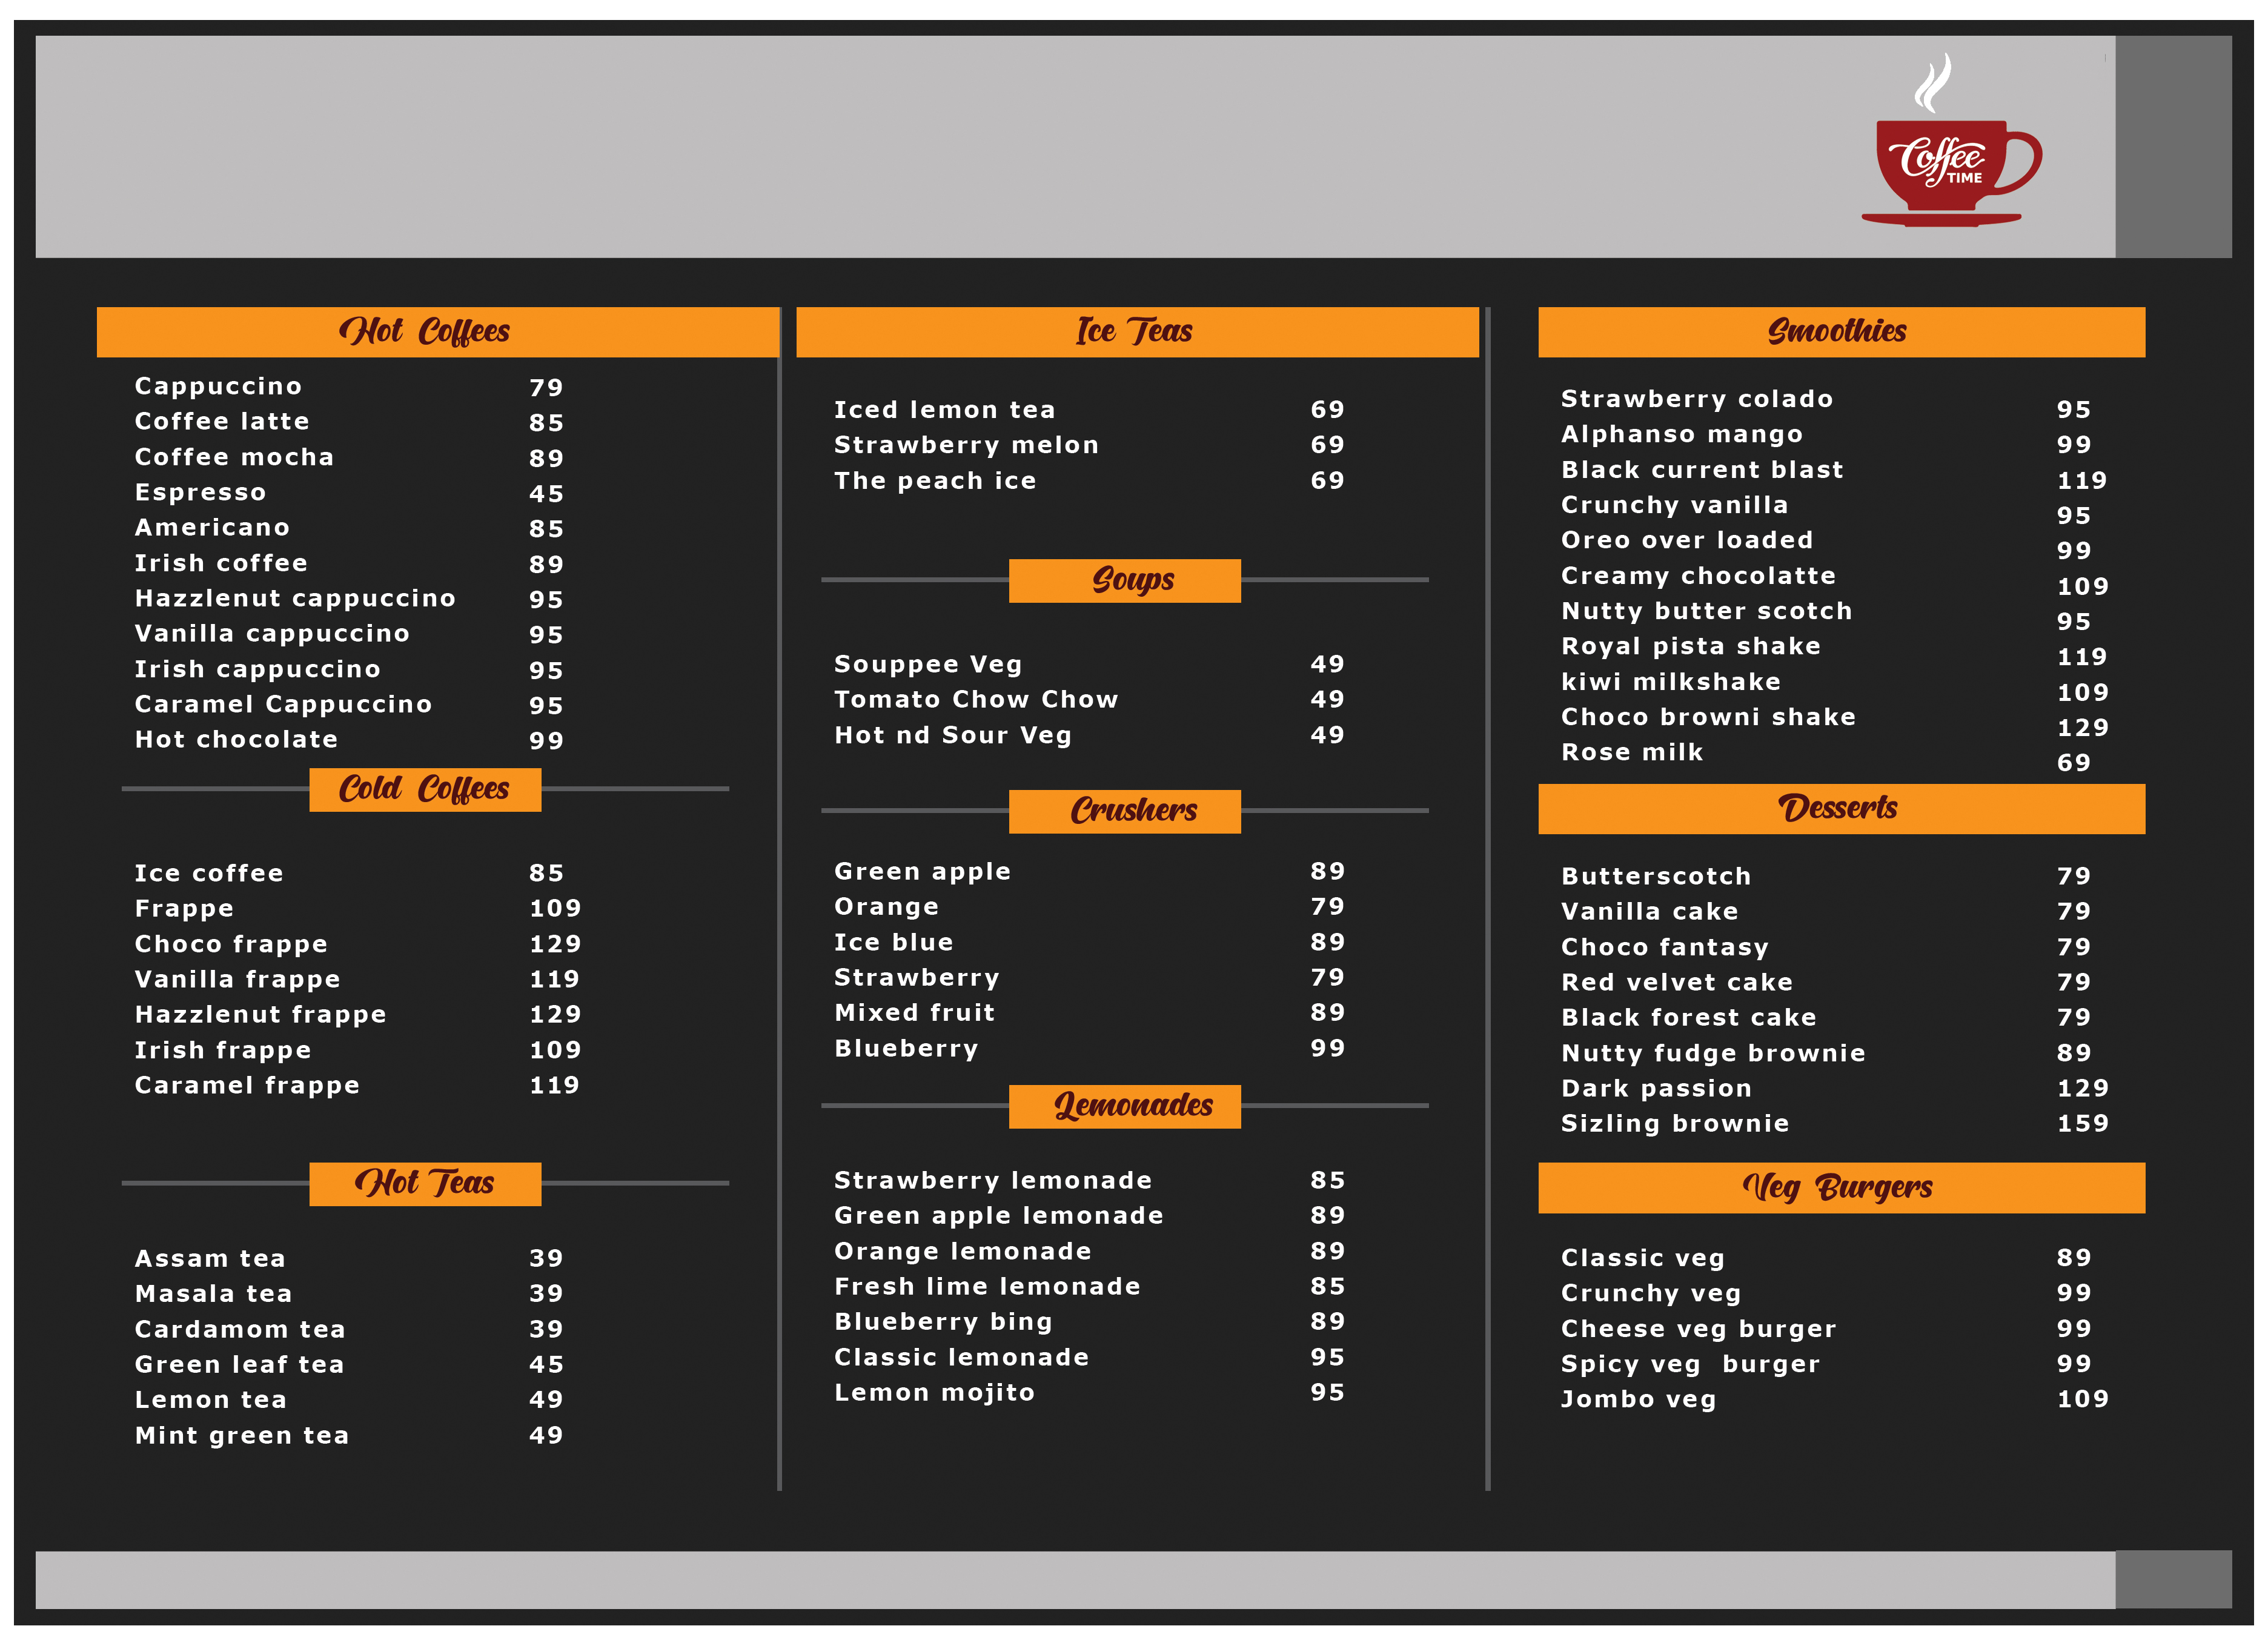 Coffee
TIME
Hot Coffees
Cappuccino 79
Coffee latte 85
Coffee mocha 89
Espresso 45
Americano 85
Irish coffee 89
Hazzlenut cappuccino 95
Vanilla cappuccino 95
Irish cappuccino 95
Caramel Cappuccino 95
Hot chocolate 99
Cold Coffees
Ice coffee 85
Frappe 109
Choco frappe 129
Vanilla frappe 119
Hazzlenut frappe 129
Irish frappe 109
Caramel frappe 119
Hot Teas
Assam tea 39
Masala tea 39
Cardamom tea 39
Green leaf tea 45
Lemon tea 49
Mint green tea 49
Ice Teas
Iced lemon tea 69
Strawberry melon 69
The peach ice 69
Soups
Souppee Veg 49
Tomato Chow Chow 49
Hot nd Sour Veg 49
Crushers
Green apple 89
Orange 79
Ice blue 89
Strawberry 79
Mixed fruit 89
Blueberry 99
Lemonades
Strawberry lemonade 85
Green apple lemonade 89
Orange lemonade 89
Fresh lime lemonade 85
Blueberry bing 89
Classic lemonade 95
Lemon mojito 95
Smoothies
Strawberry colado 95
Alphanso mango 99
Black current blast 119
Crunchy vanilla 95
Oreo over loaded 99
Creamy chocolatte 109
Nutty butter scotch 95
Royal pista shake 119
kiwi milkshake 109
Choco browni shake 129
Rose milk 69
Desserts
Butterscotch 79
Vanilla cake 79
Choco fantasy 79
Red velvet cake 79
Black forest cake 79
Nutty fudge brownie 89
Dark passion 129
Sizling brownie 159
Veg Burgers
Classic veg 89
Crunchy veg 99
Cheese veg burger 99
Spicy veg burger 99
Jombo veg 109